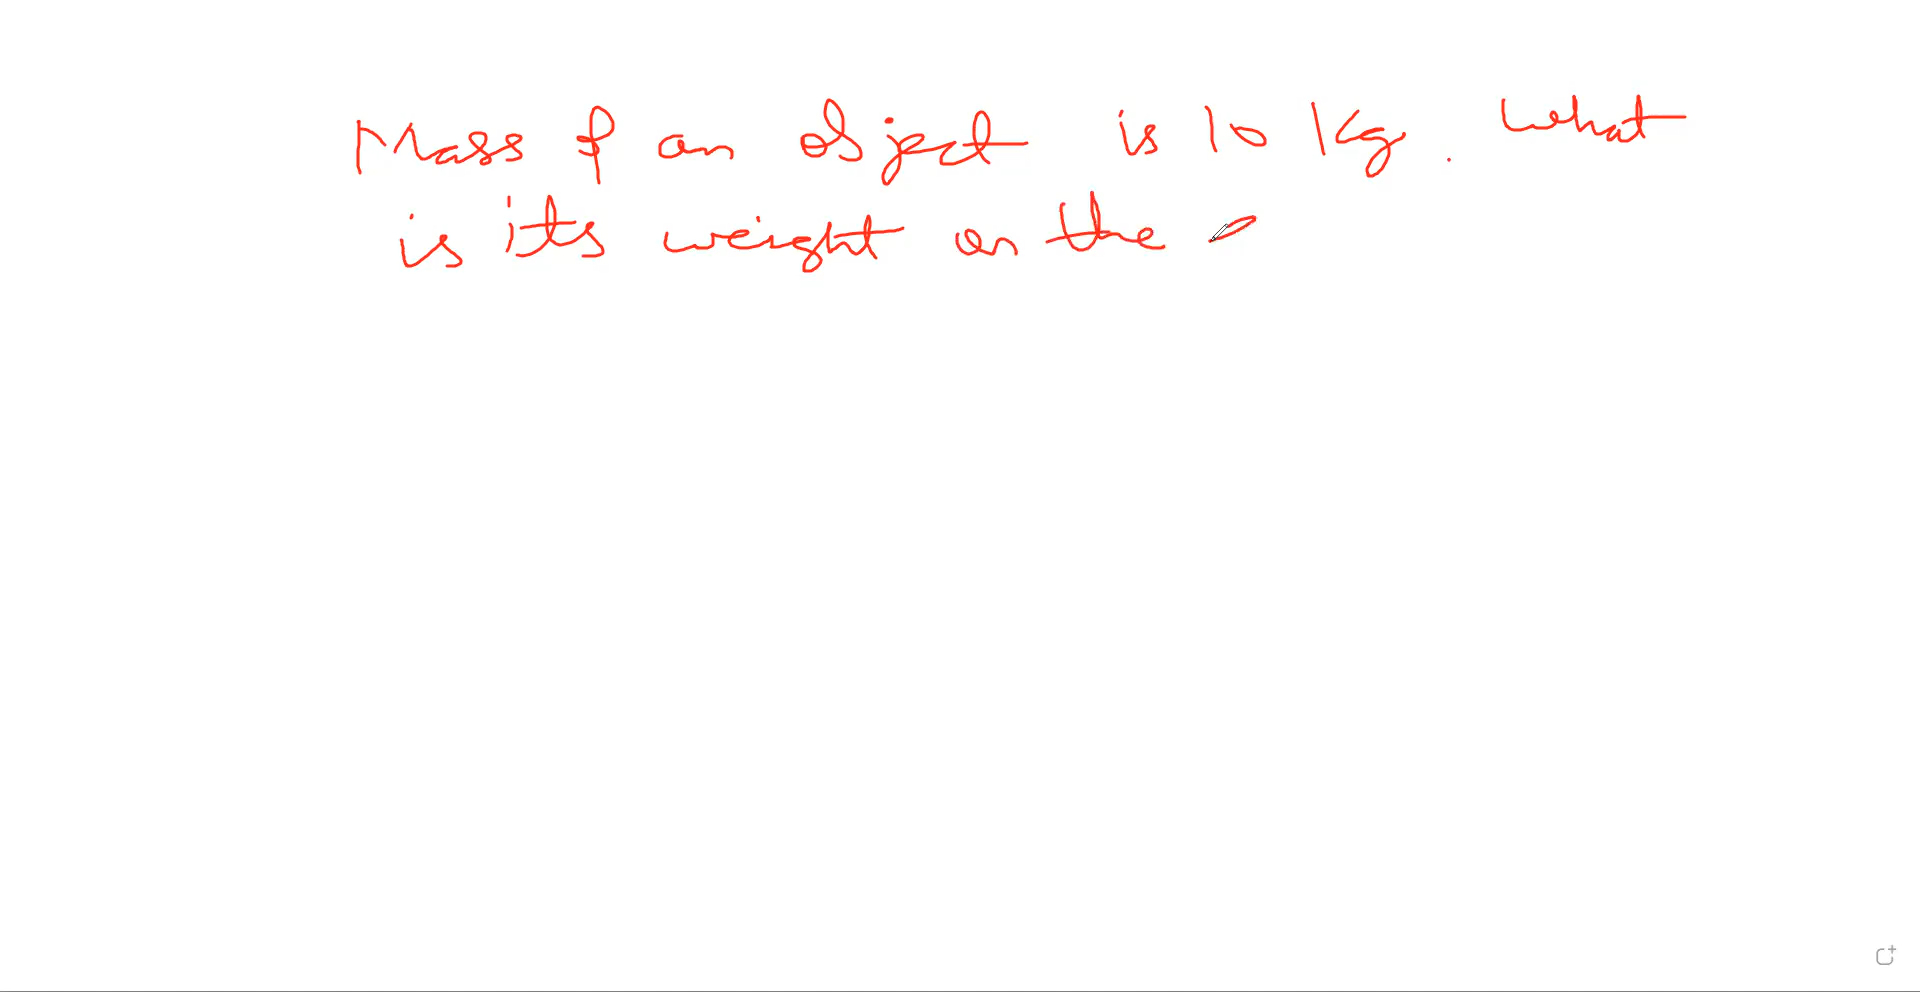 Mass of an object is 10 kg. What
is its weight on the